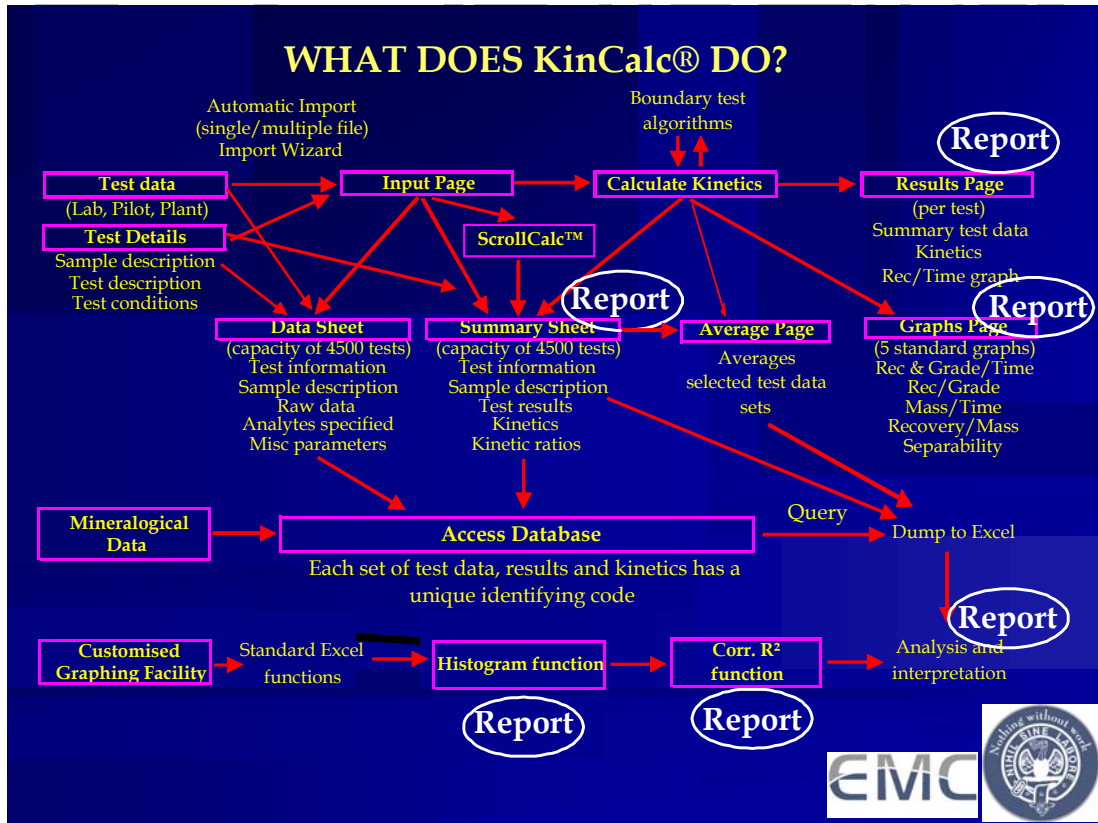 WHAT DOES KinCalc® DO?
Automatic Import
(single/multiple file)
Import Wizard
Boundary test
algorithms
Report
Test data
Input Page
Calculate Kinetics
Results Page
(Lab, Pilot, Plant)
(per test)
Summary test data
Kinetics
Rec/Time graph
Test Details
Sample description
Test description
Test conditions
ScrollCalc™
Report
Report
Data Sheet
(capacity of 4500 tests)
Test information
Sample description
Raw data
Analytes specified
Misc parameters
Summary Sheet
(capacity of 4500 tests)
Test information
Sample description
Test results
Kinetics
Kinetic ratios
Average Page
Averages
selected test data
sets
Graphs Page
(5 standard graphs)
Rec & Grade/Time
Rec/Grade
Mass/Time
Recovery/Mass
Separability
Mineralogical
Data
Access Database
Query
Dump to Excel
Each set of test data, results and kinetics has a
unique identifying code
Report
Customised
Graphing Facility
Standard Excel
functions
Histogram function
Corr. R²
function
Analysis and
interpretation
Report
Report
EMC
Nothing without work
NIHIL SINE LABORE